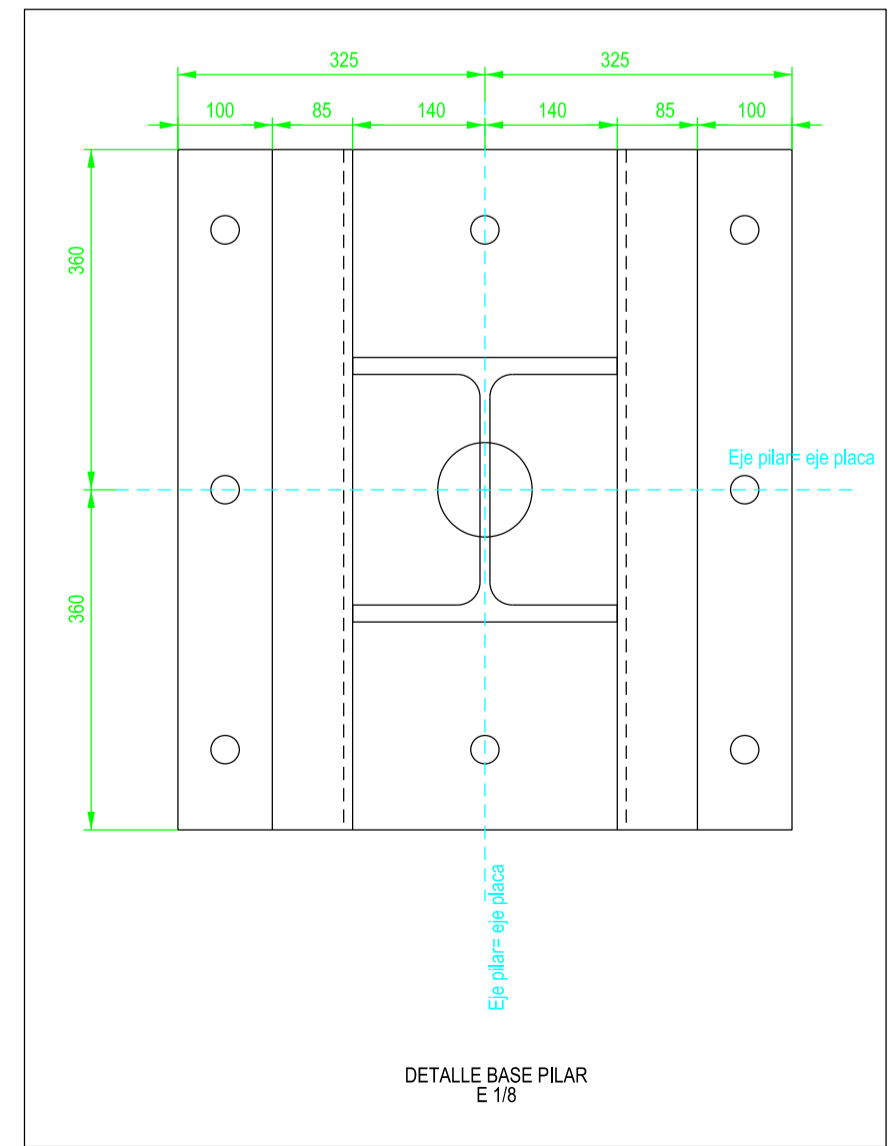 325 325
100 85 140 140 85 100
360
Eje pilar= eje placa
360
Eje pilar= eje placa
DETALLE BASE PILAR
E 1/8